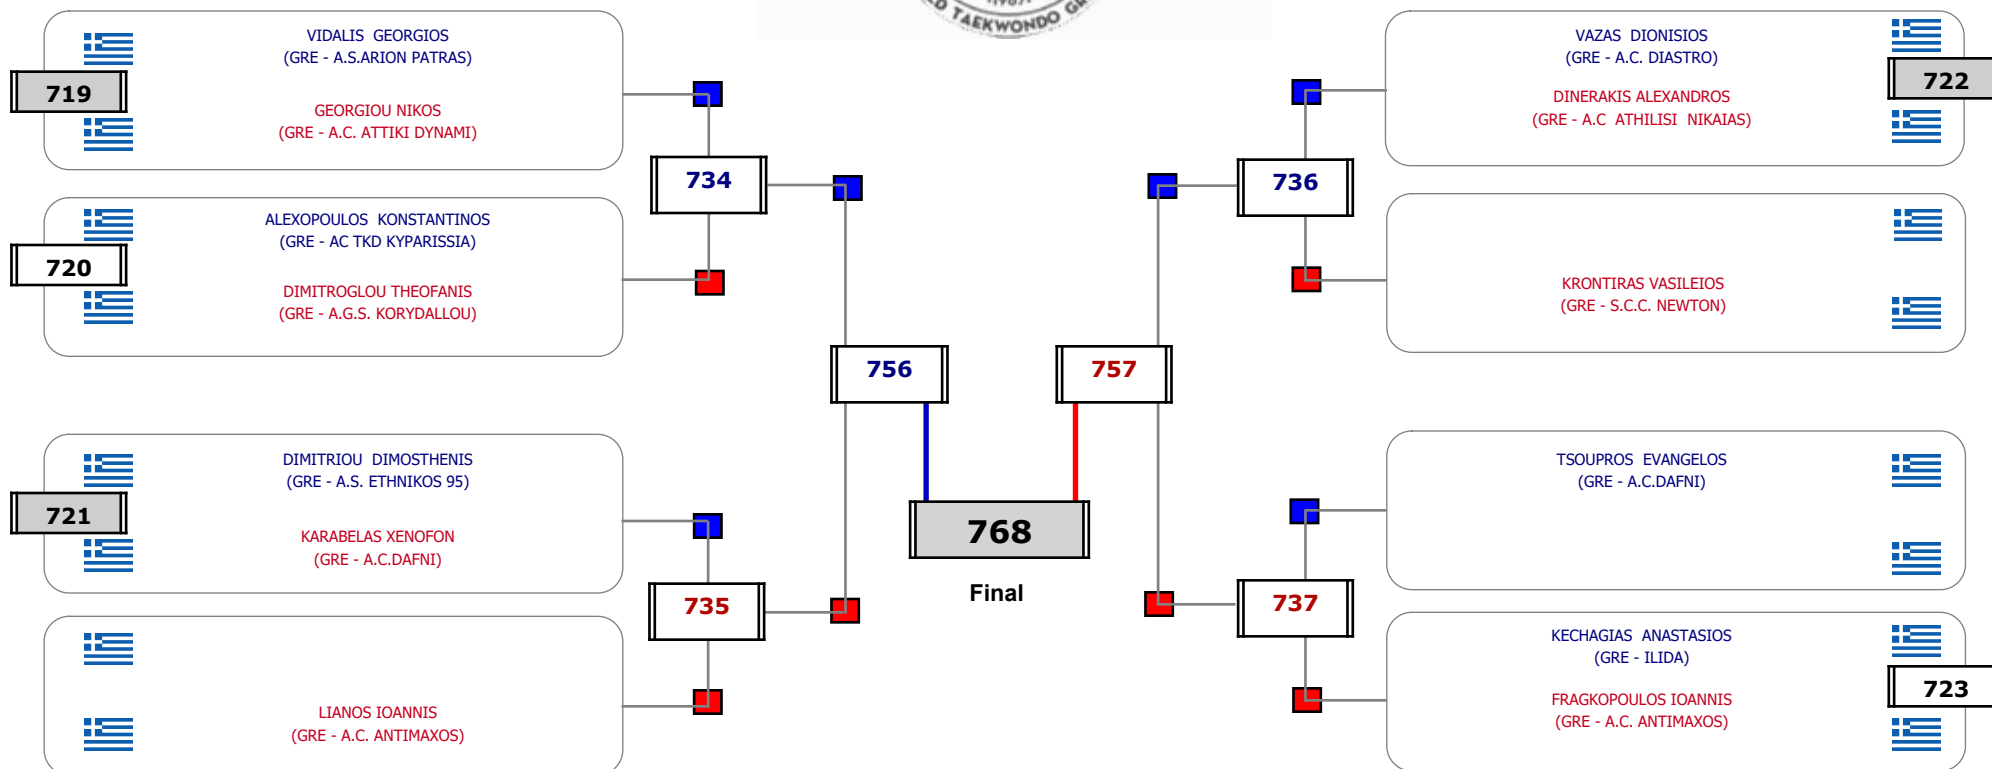 D TAEKWONDO GR
VIDALIS GEORGIOS
(GRE - A.S.ARION PATRAS)
719
GEORGIOU NIKOS
(GRE - A.C. ATTIKI DYNAMI)
734
ALEXOPOULOS KONSTANTINOS
(GRE - AC TKD KYPARISSIA)
720
DIMITROGLOU THEOFANIS
(GRE - A.G.S. KORYDALLOU)
756
DIMITRIOU DIMOSTHENIS
(GRE - A.S. ETHNIKOS 95)
721
KARABELAS XENOFON
(GRE - A.C.DAFNI)
735
LIANOS IOANNIS
(GRE - A.C. ANTIMAXOS)
768
Final
VAZAS DIONISIOS
(GRE - A.C. DIASTRO)
722
DINERAKIS ALEXANDROS
(GRE - A.C ATHILISI NIKAIAS)
736
KRONTIRAS VASILEIOS
(GRE - S.C.C. NEWTON)
757
TSOUPROS EVANGELOS
(GRE - A.C.DAFNI)
737
KECHAGIAS ANASTASIOS
(GRE - ILIDA)
723
FRAGKOPOULOS IOANNIS
(GRE - A.C. ANTIMAXOS)